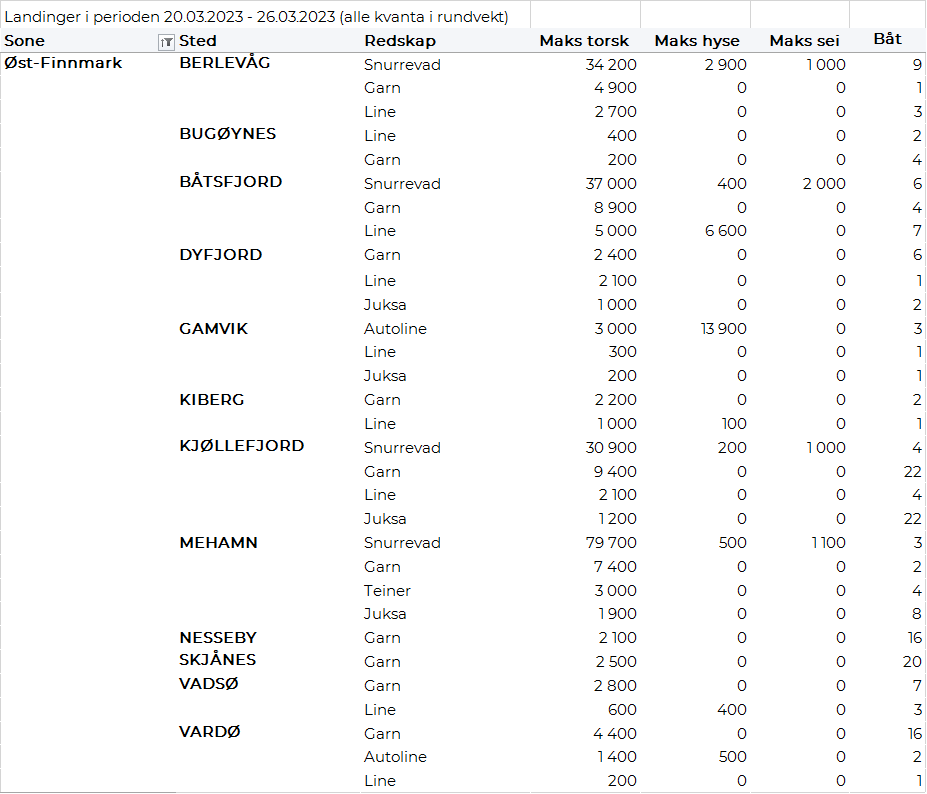 Landinger i perioden 20.03.2023 - 26.03.2023 (alle kvanta i rundvekt)
Sone Sted Redskap Maks torsk Maks hyse Maks sei Båt
Øst-Finnmark BERLEVÅG Snurrevad 34 200 2 900 1 000 9
Garn 4 900 0 0 1
Line 2 700 0 0 3
BUGØYNES Line 400 0 0 2
Garn 200 0 0 4
BÅTSFJORD Snurrevad 37 000 400 2 000 6
Garn 8 900 0 0 4
Line 5 000 6 600 0 7
DYFJORD Garn 2 400 0 0 6
Line 2 100 0 0 1
Juksa 1 000 0 0 2
GAMVIK Autoline 3 000 13 900 0 3
Line 300 0 0 1
Juksa 200 0 0 1
KIBERG Garn 2 200 0 0 2
Line 1 000 100 0 1
KJØLLEFJORD Snurrevad 30 900 200 1 000 4
Garn 9 400 0 0 22
Line 2 100 0 0 4
Juksa 1 200 0 0 22
MEHAMN Snurrevad 79 700 500 1 100 3
Garn 7 400 0 0 2
Teiner 3 000 0 0 4
Juksa 1 900 0 0 8
NESSEBY Garn 2 100 0 0 16
SKJÅNES Garn 2 500 0 0 20
VADSØ Garn 2 800 0 0 7
Line 600 400 0 3
VARDØ Garn 4 400 0 0 16
Autoline 1 400 500 0 2
Line 200 0 0 1